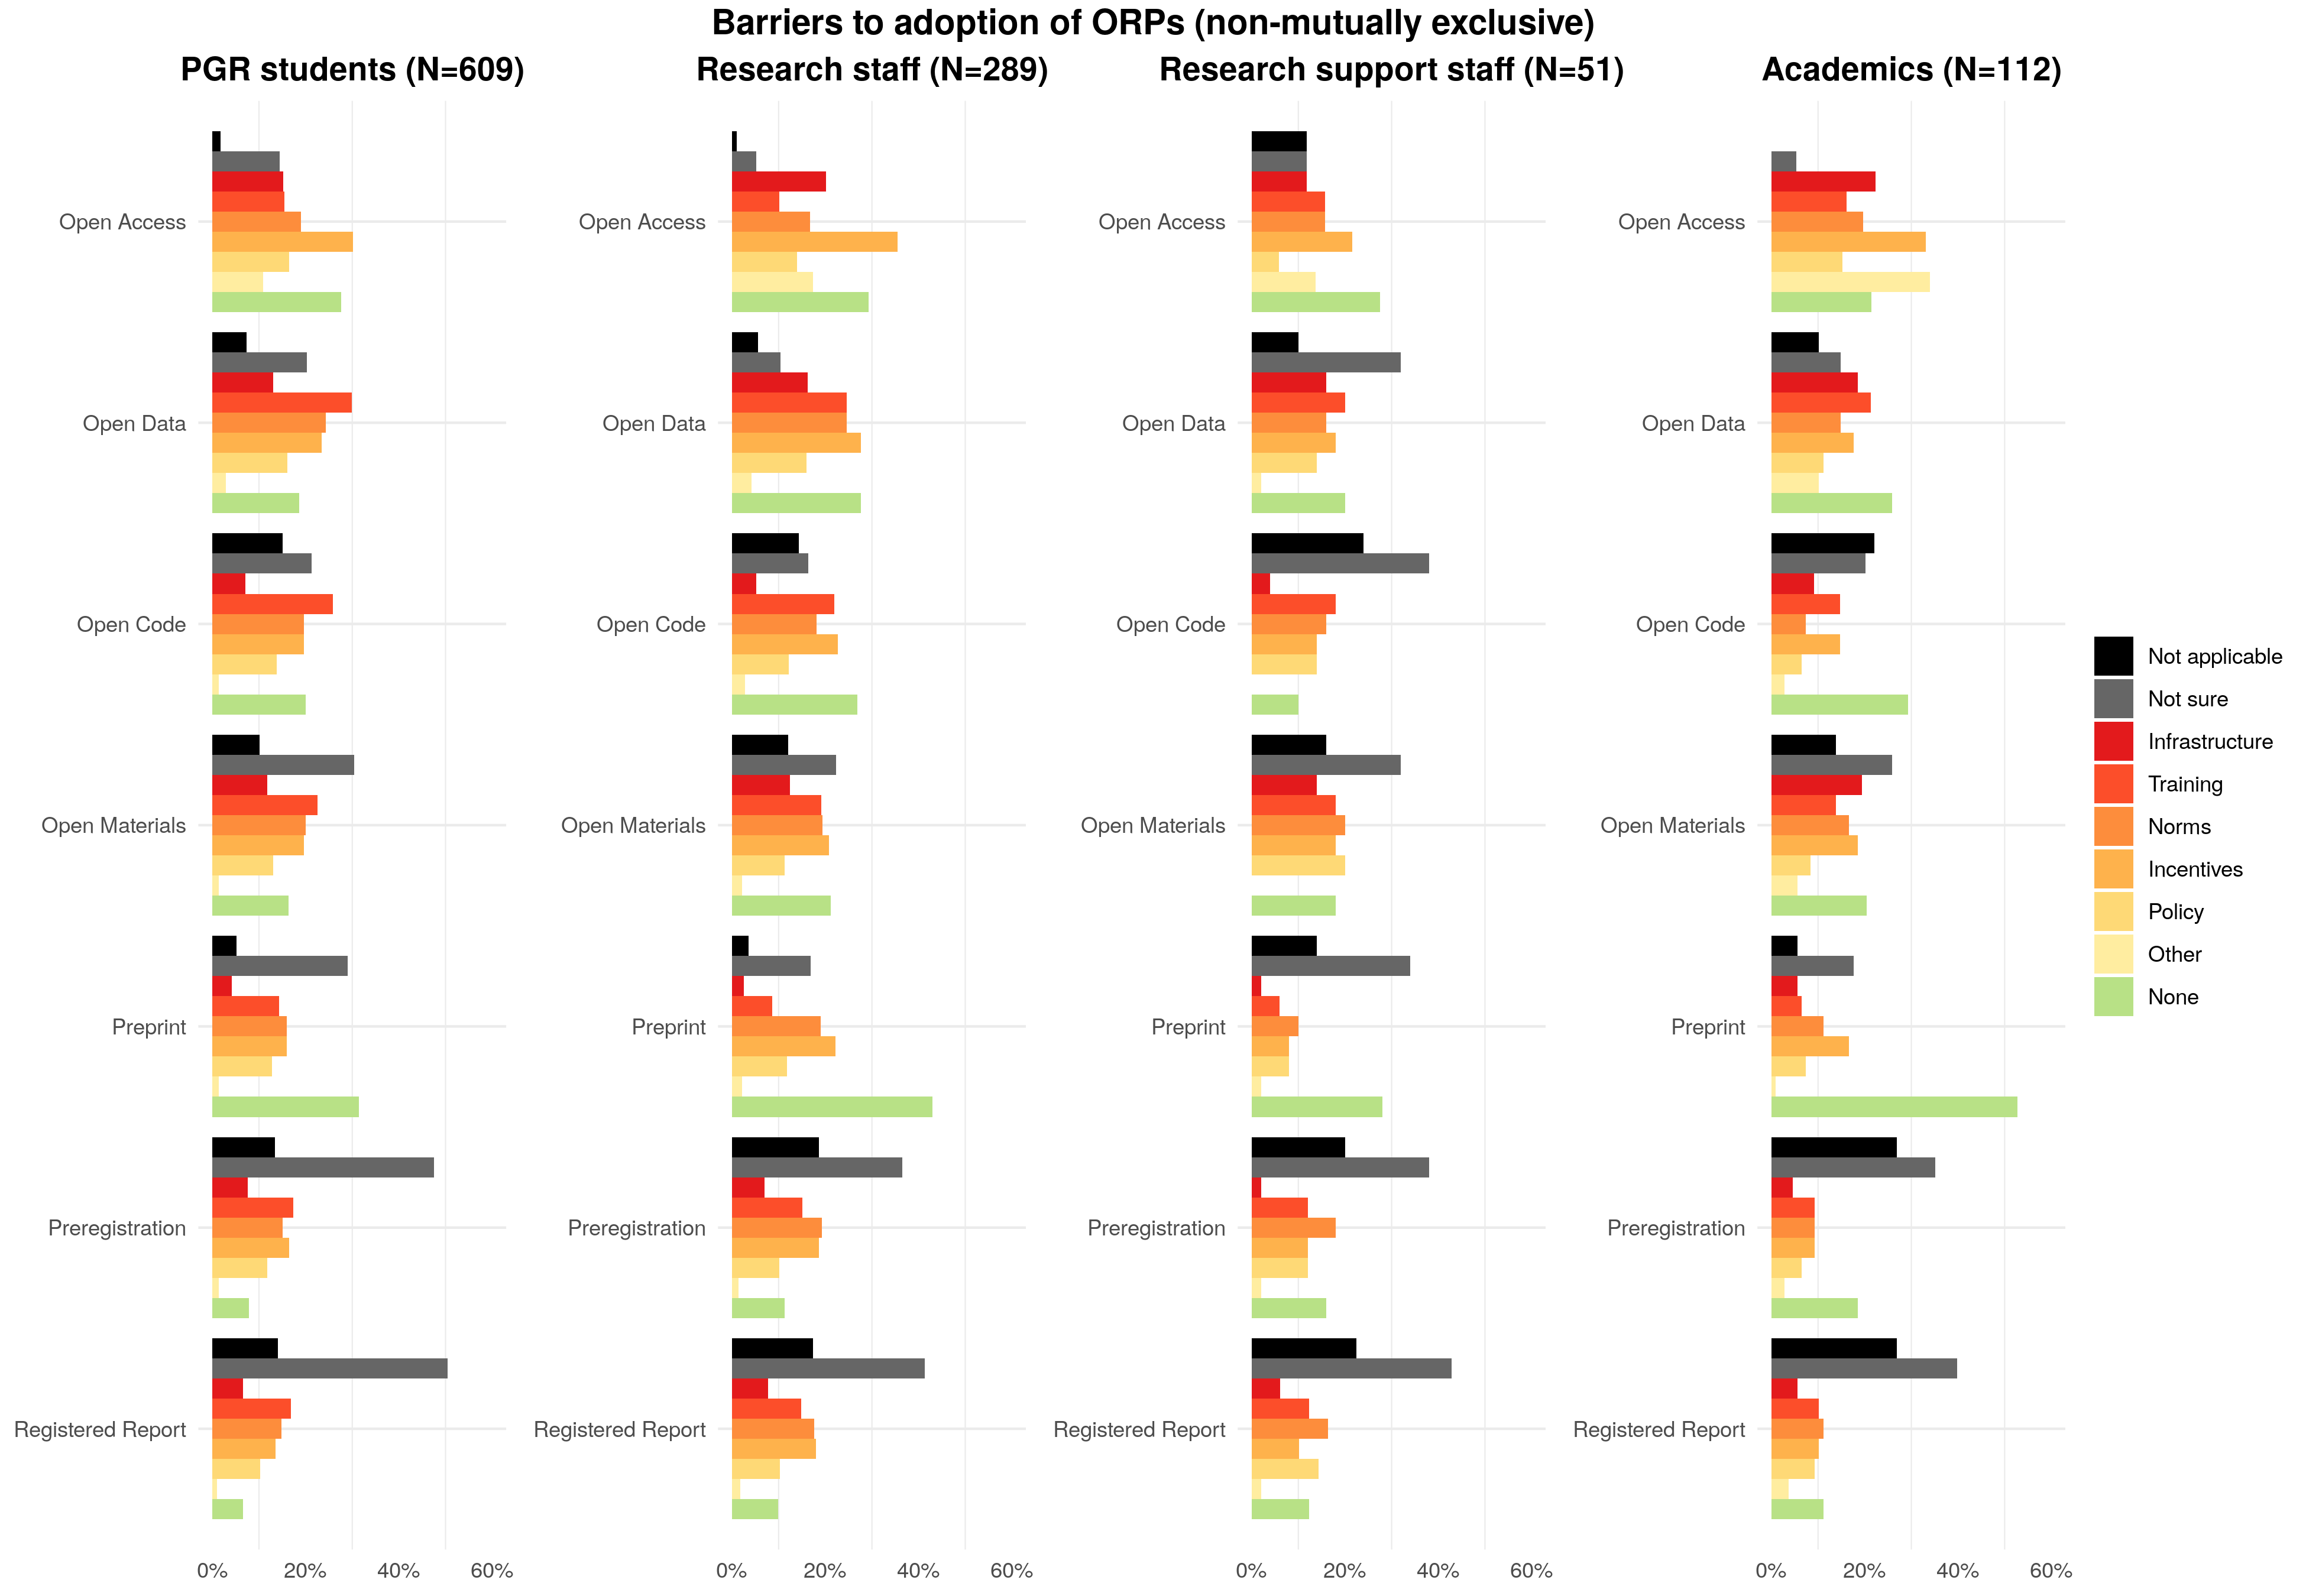 Barriers to adoption of ORPs (non-mutually exclusive)
PGR students (N=609)
Open Access
Open Data
Open Code
Open Materials
Preprint
Preregistration
Registered Report
0% 20% 40% 60%
Research staff (N=289)
Open Access
Open Data
Open Code
Open Materials
Preprint
Preregistration
Registered Report
0% 20% 40% 60%
Research support staff (N=51)
Open Access
Open Data
Open Code
Open Materials
Preprint
Preregistration
Registered Report
0% 20% 40% 60%
Academics (N=112)
Open Access
Open Data
Open Code
Open Materials
Preprint
Preregistration
Registered Report
0% 20% 40% 60%
Not applicable
Not sure
Infrastructure
Training
Norms
Incentives
Policy
Other
None